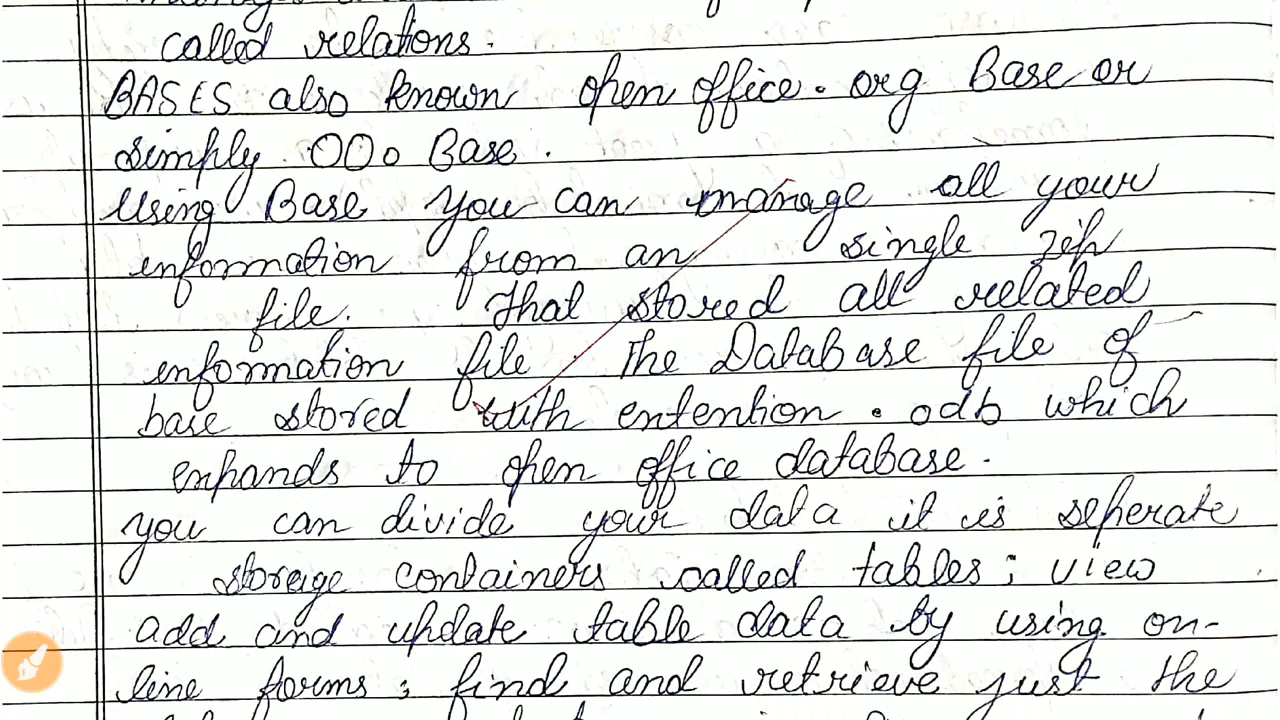 called relations.
BASES also known open office. org Base or
simply OOo Base.
Using Base you can manage all your
information from an single zip
file. That stored all related
information file. The Database file of
base stored with extention .odb which
expands to open office database.
you can divide your data it is seperate
storage containers called tables; view
add and update table data by using on-
line forms; find and retrieve just the